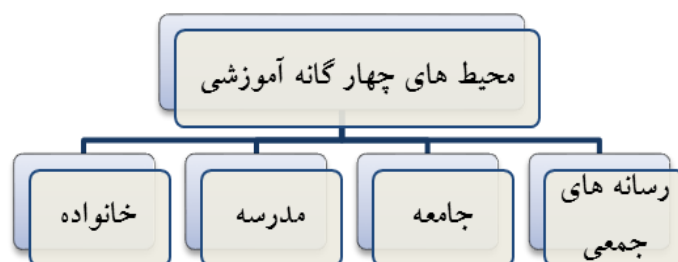 محیط های چهار گانه آموزشی
رسانه های
جمعی
جامعه
مدرسه
خانواده